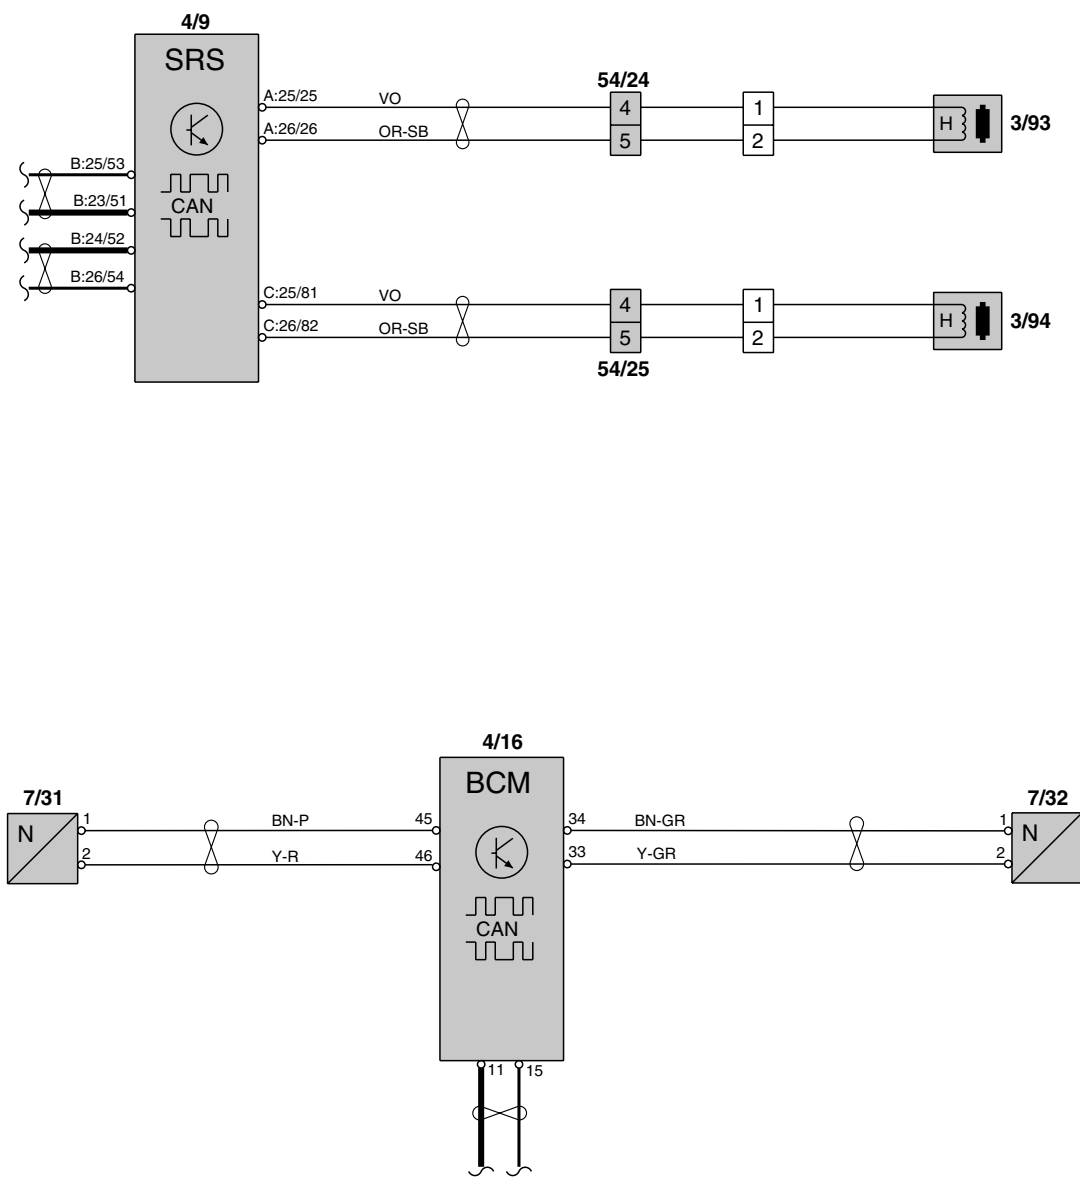 4/9
SRS
54/24
A:25/25 VO 4 1
H 3/93
A:26/26 OR-SB 5 2
B:25/53
B:23/51
CAN
B:24/52
B:26/54
C:25/81 VO 4 1
H 3/94
C:26/82 OR-SB 5 2
54/25
4/16
BCM
7/31 7/32
N 1 BN-P 45 34 BN-GR 1 N
2 Y-R 46 33 Y-GR 2
CAN
11 15